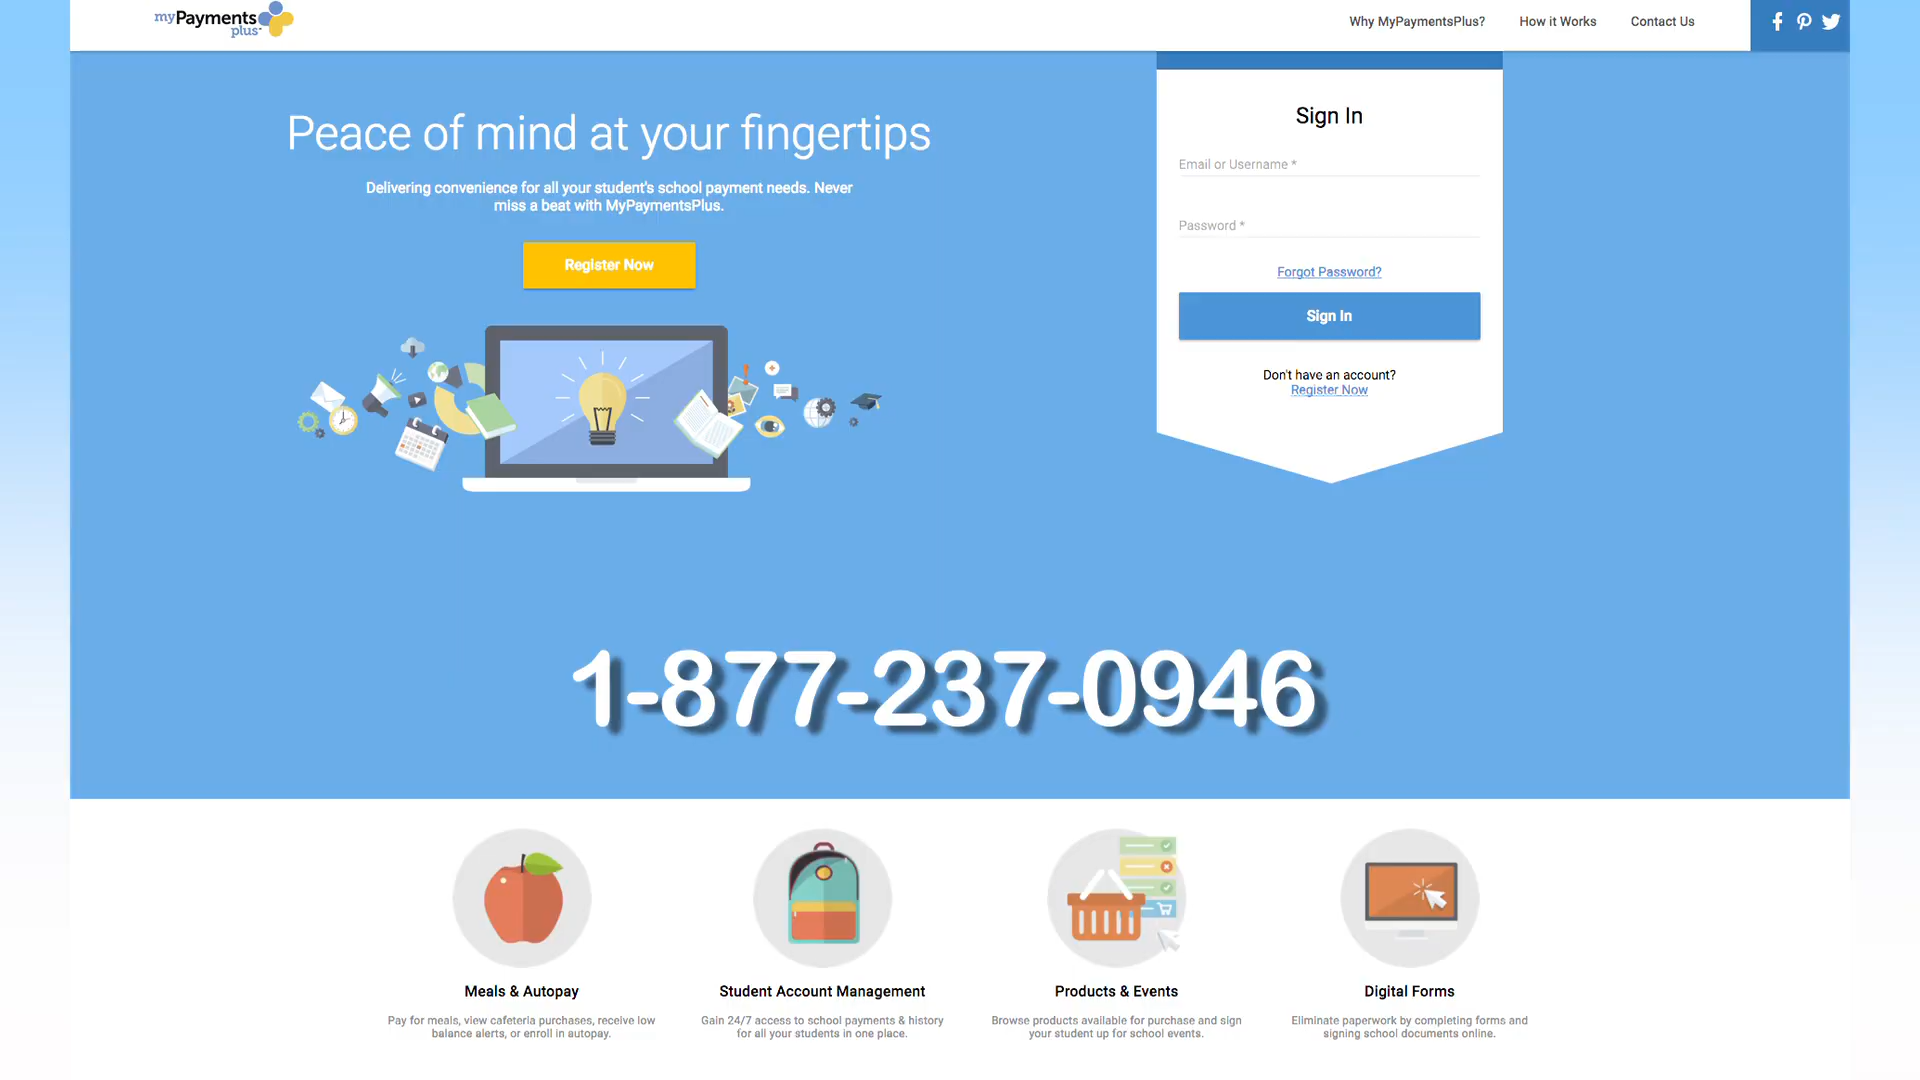 myPayments
plus
Why MyPaymentsPlus?
How it Works
Contact Us
Peace of mind at your fingertips
Delivering convenience for all your student's school payment needs. Never
miss a beat with MyPaymentsPlus.
Register Now
Sign In
Email or Username *
Password *
Forgot Password?
Sign In
Don't have an account?
Register Now
1-877-237-0946
Meals & Autopay
Pay for meals, view cafeteria purchases, receive low
balance alerts, or enroll in autopay.
Student Account Management
Gain 24/7 access to school payments & history
for all your students in one place.
Products & Events
Browse products available for purchase and sign
your student up for school events.
Digital Forms
Eliminate paperwork by completing forms and
signing school documents online.